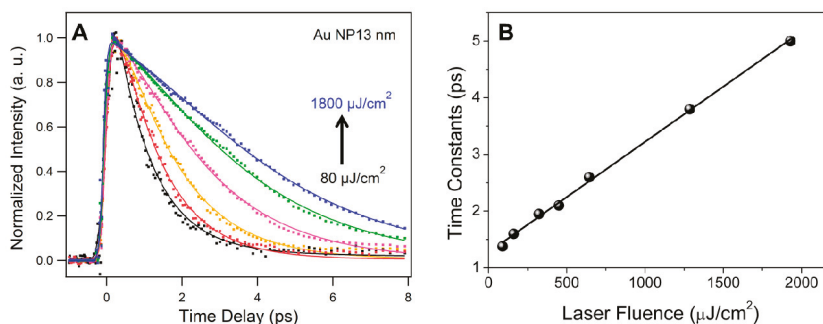 A
Au NP13 nm
1800 μJ/cm²
80 μJ/cm²
Normalized Intensity (a. u.)
1.0
0.8
0.6
0.4
0.2
0.0
0 2 4 6 8
Time Delay (ps)
B
Time Constants (ps)
5
4
3
2
1
0 500 1000 1250 2000
Laser Fluence (μJ/cm²)